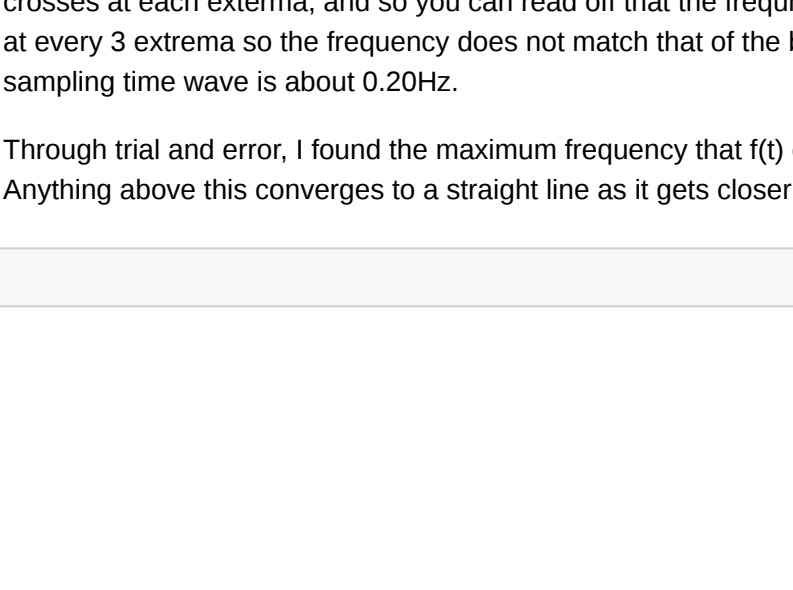 crosses at each exterma, and so you can read off that the frequ
at every 3 extrema so the frequency does not match that of the
sampling time wave is about 0.20Hz.
Through trial and error, I found the maximum frequency that f(t)
Anything above this converges to a straight line as it gets closer